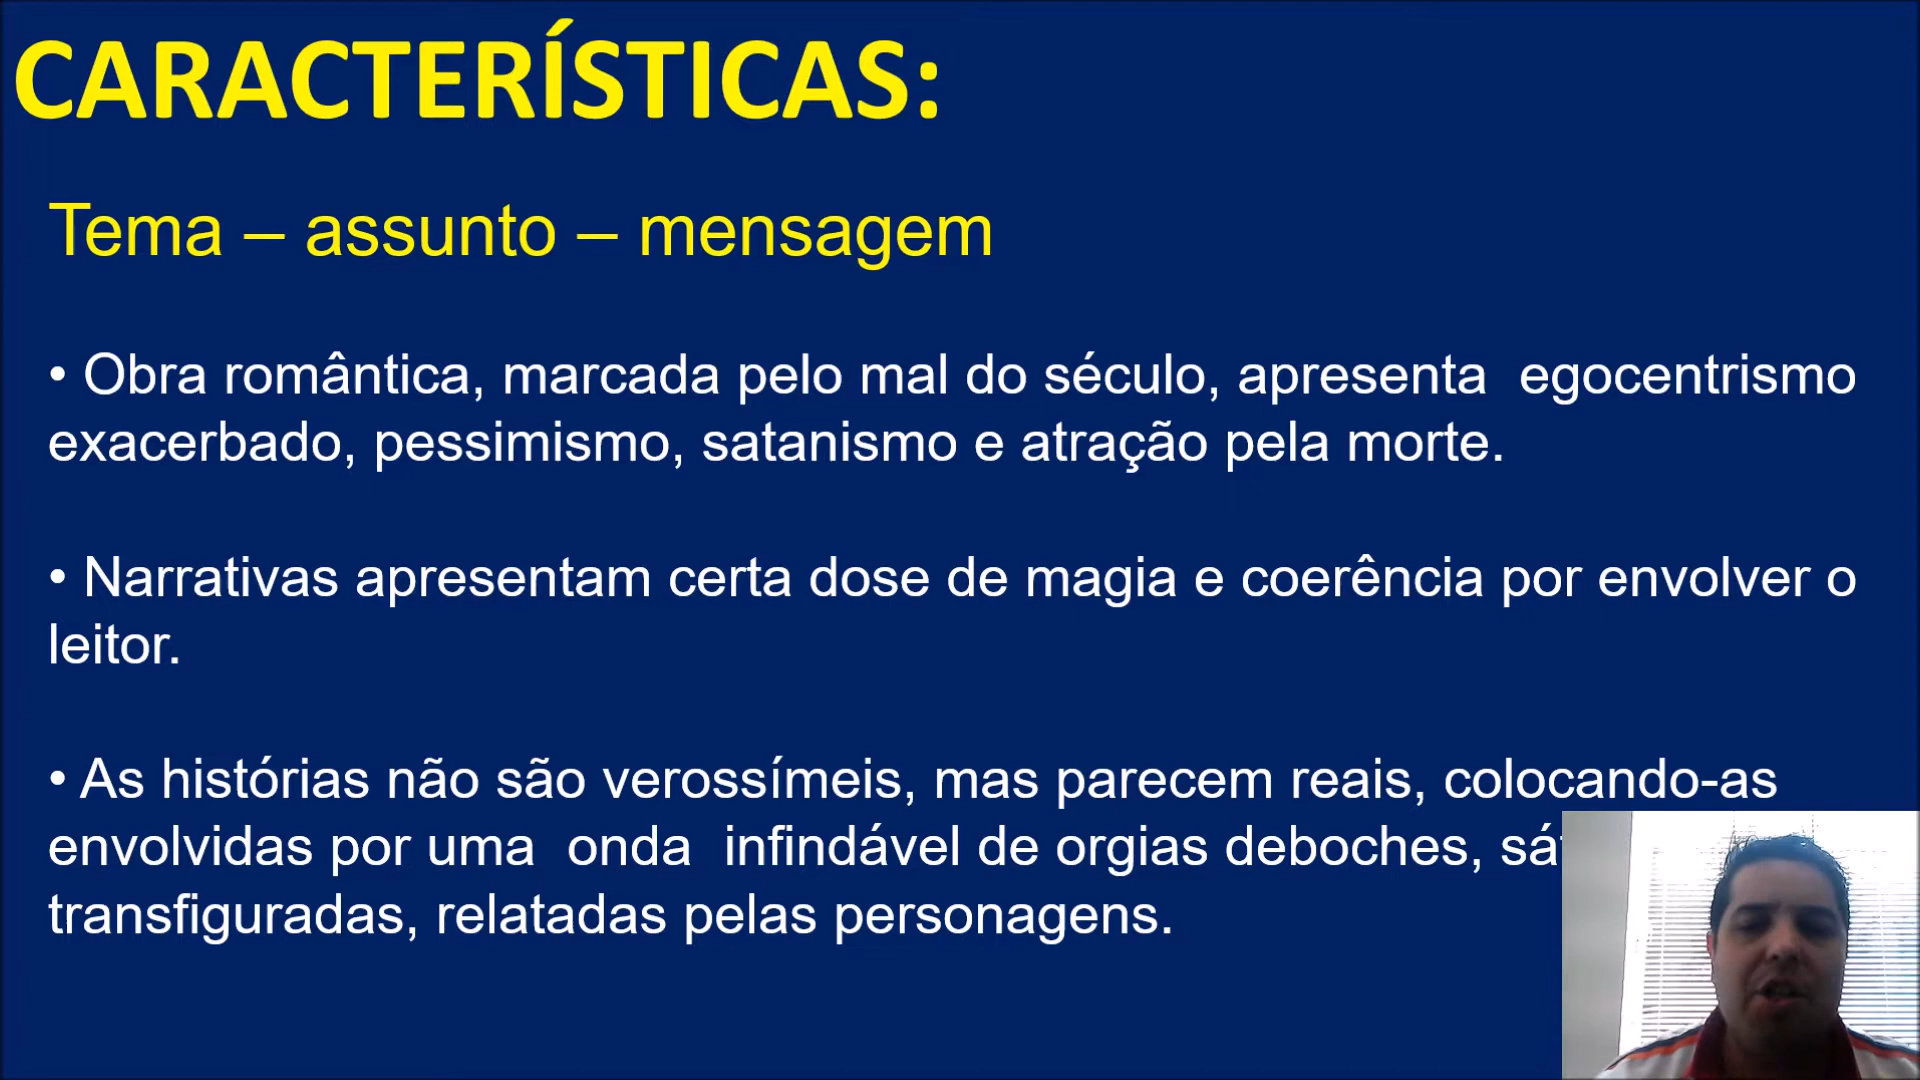 CARACTERÍSTICAS:
Tema – assunto – mensagem
• Obra romântica, marcada pelo mal do século, apresenta egocentrismo
exacerbado, pessimismo, satanismo e atração pela morte.
• Narrativas apresentam certa dose de magia e coerência por envolver o
leitor.
• As histórias não são verossímeis, mas parecem reais, colocando-as
envolvidas por uma onda infindável de orgias deboches,
transfiguradas, relatadas pelas personagens.